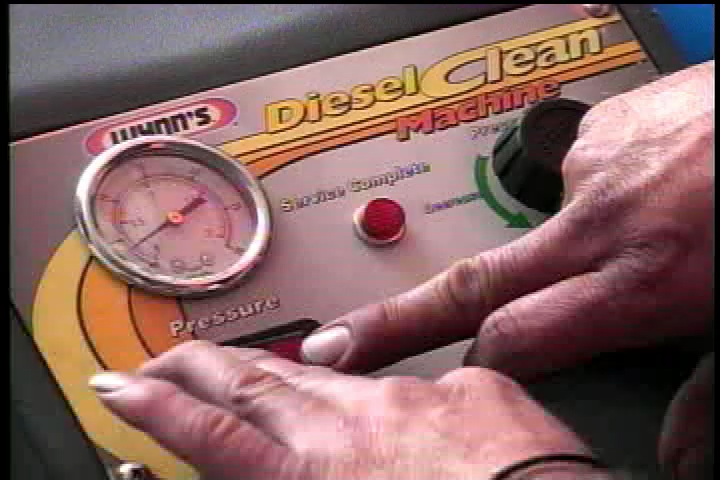 WYNN'S
Diesel Clean
Machine
Service Complete
Pressure